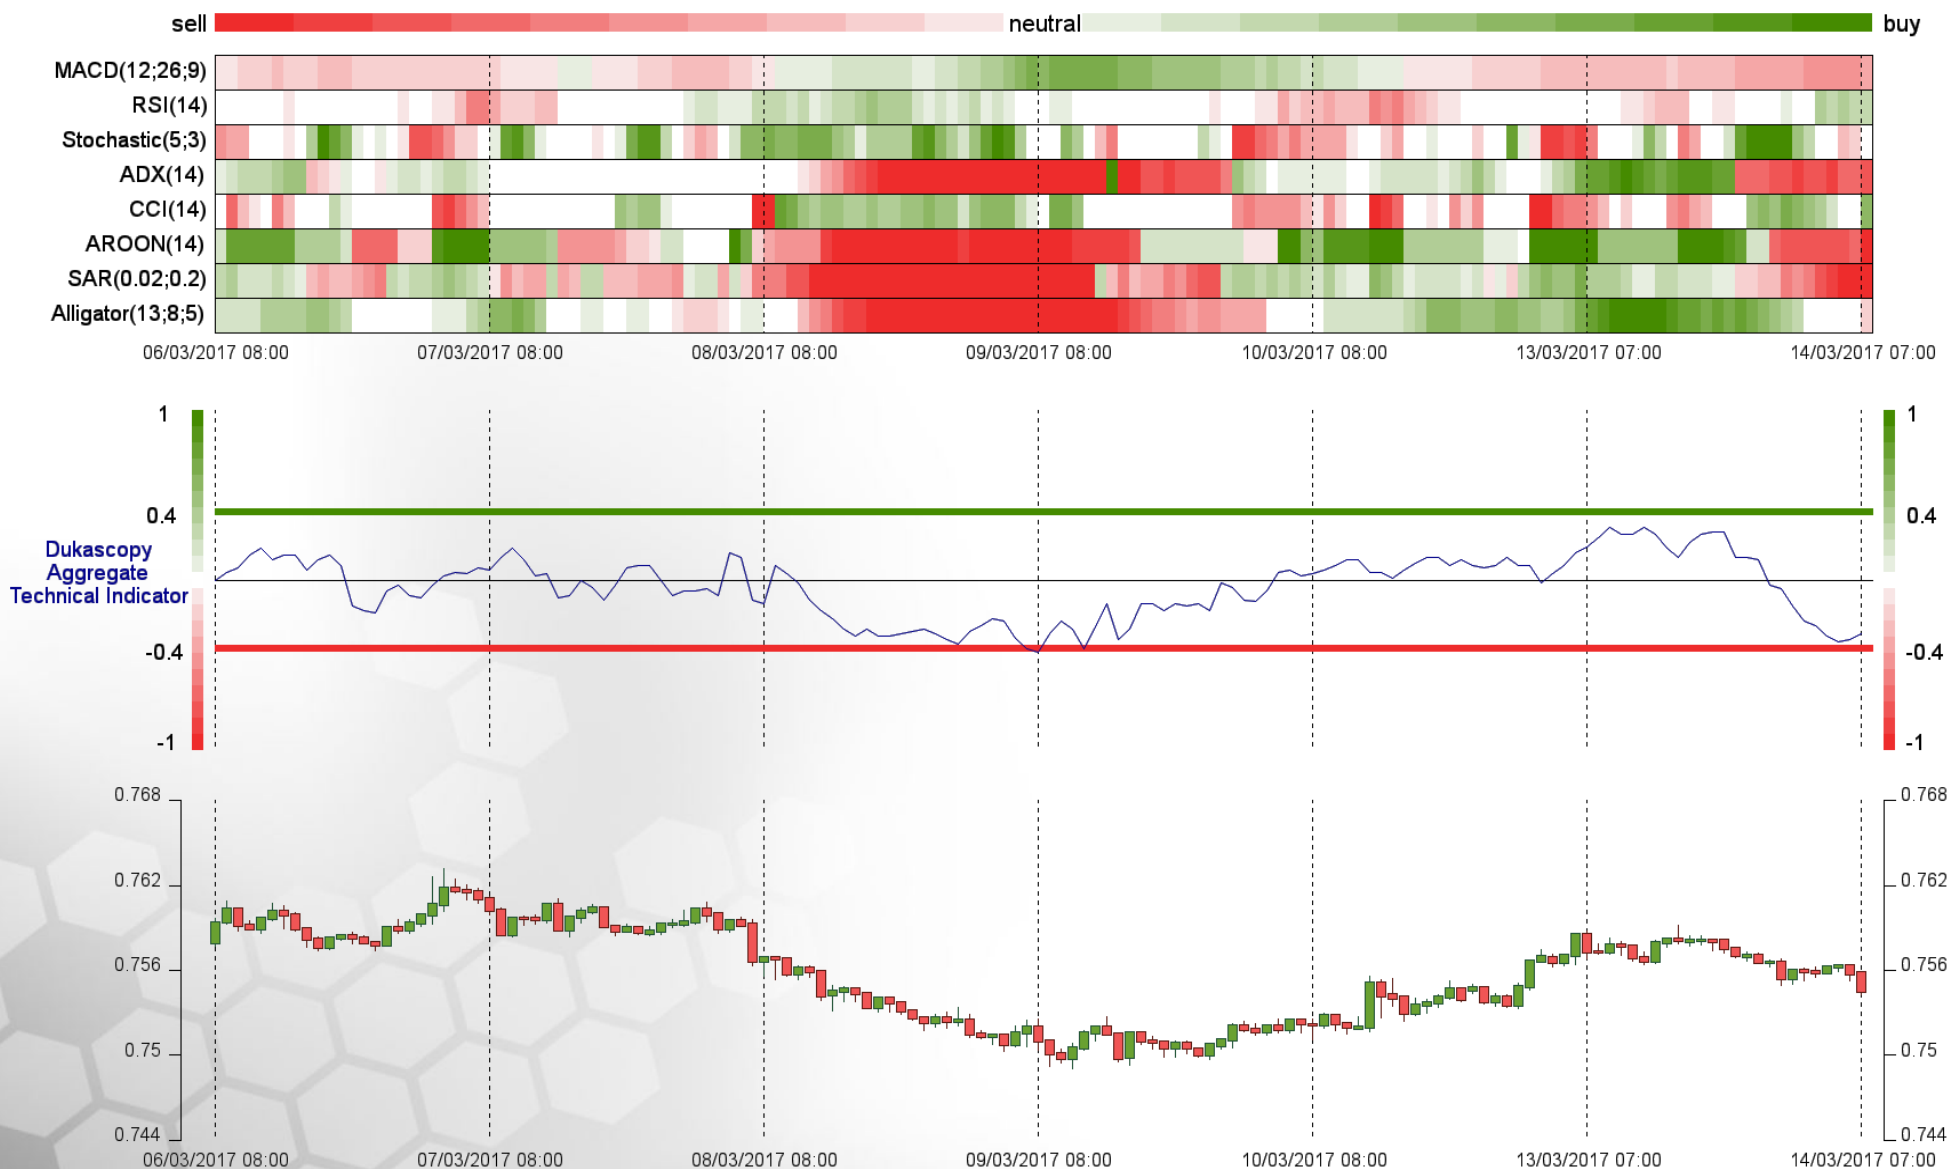 sell neutral buy
MACD(12;26;9)
RSI(14)
Stochastic(5;3)
ADX(14)
CCI(14)
AROON(14)
SAR(0.02;0.2)
Alligator(13;8;5)
06/03/2017 08:00 07/03/2017 08:00 08/03/2017 08:00 09/03/2017 08:00 10/03/2017 08:00 13/03/2017 07:00 14/03/2017 07:00
1 1
0.4 0.4
Dukascopy
Aggregate
Technical Indicator
-0.4 -0.4
-1 -1
0.768 0.768
0.762 0.762
0.756 0.756
0.75 0.75
0.744 0.744
06/03/2017 08:00 07/03/2017 08:00 08/03/2017 08:00 09/03/2017 08:00 10/03/2017 08:00 13/03/2017 07:00 14/03/2017 07:00